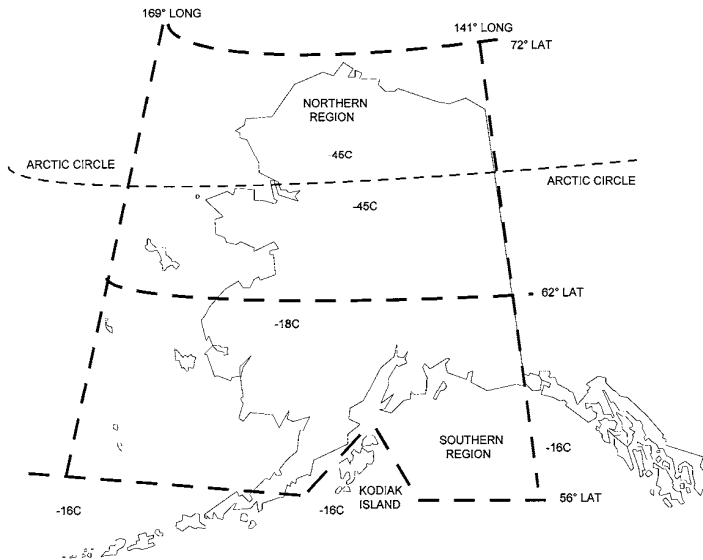 169° LONG
141° LONG
72° LAT
NORTHERN
REGION
-45C
ARCTIC CIRCLE
ARCTIC CIRCLE
-45C
62° LAT
-18C
SOUTHERN
REGION
-16C
KODIAK
ISLAND
56° LAT
-16C
-16C